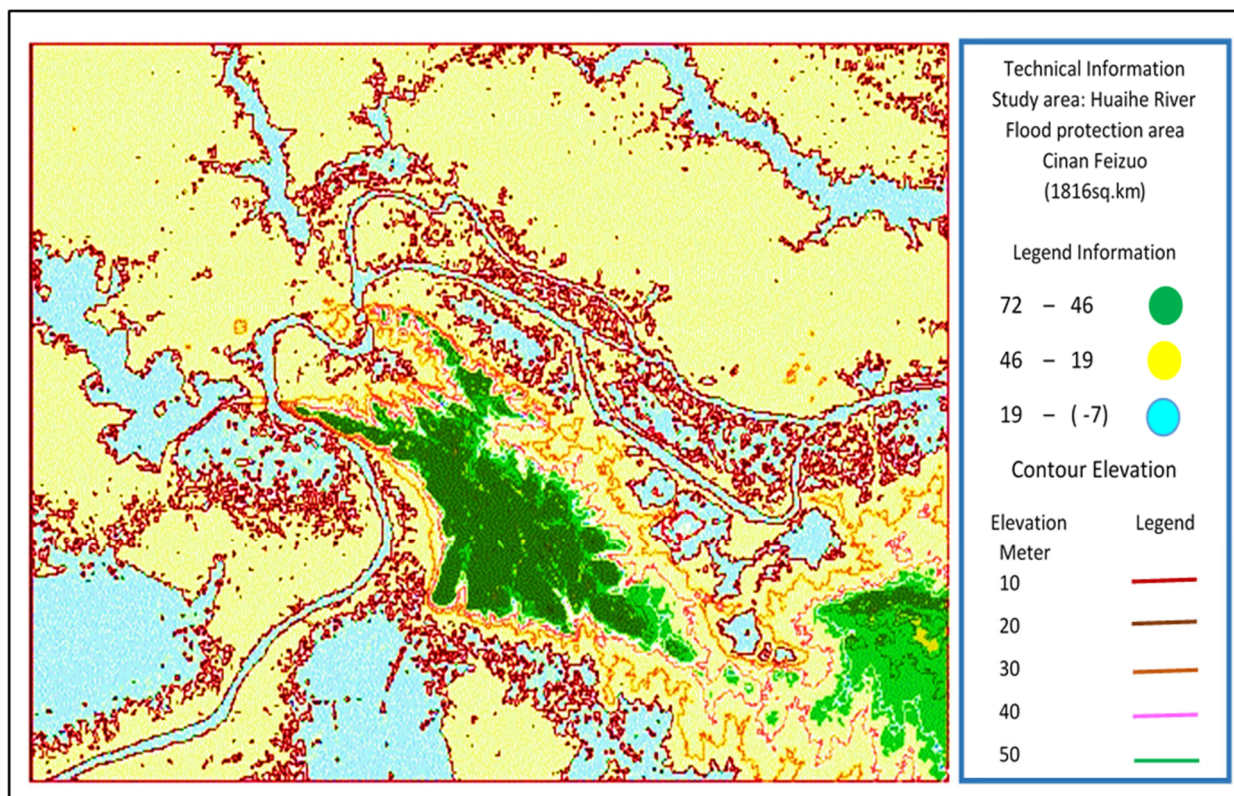 Technical Information
Study area: Huaihe River
Flood protection area
Cinan Feizuo
(1816sq.km)
Legend Information
72 – 46
46 – 19
19 – ( -7)
Contour Elevation
Elevation Legend
Meter
10
20
30
40
50